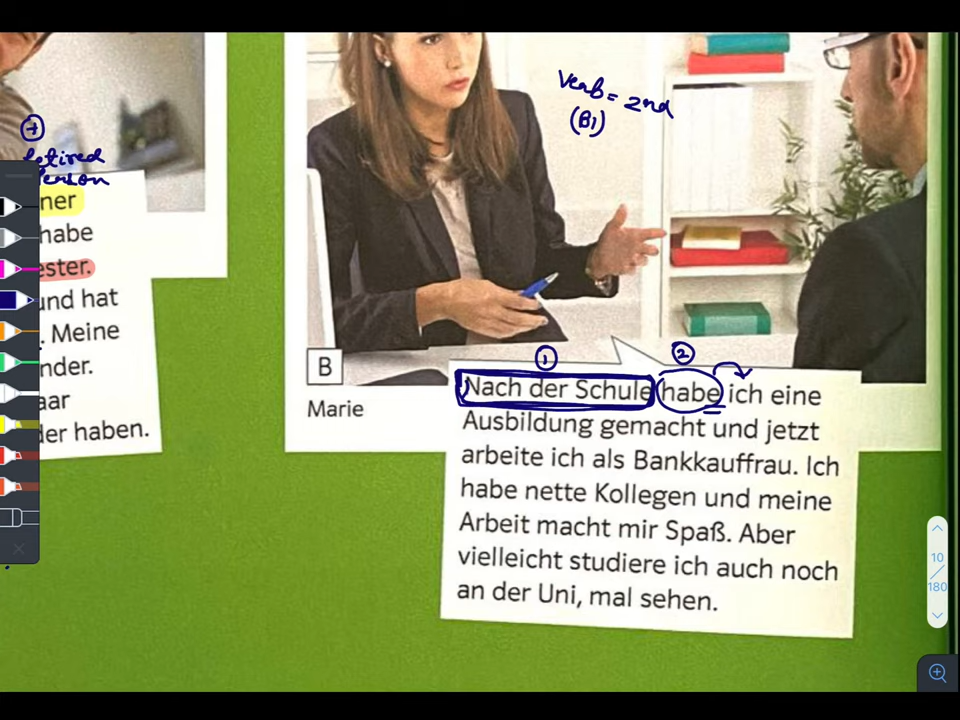 Verb = 2nd
(B1)
retired
Person
ner
habe
ester.
und hat
. Meine
nder.
aar
der haben.
B
Marie
1
2
Nach der Schule habe ich eine
Ausbildung gemacht und jetzt
arbeite ich als Bankkauffrau. Ich
habe nette Kollegen und meine
Arbeit macht mir Spaß. Aber
vielleicht studiere ich auch noch
an der Uni, mal sehen.
10
180